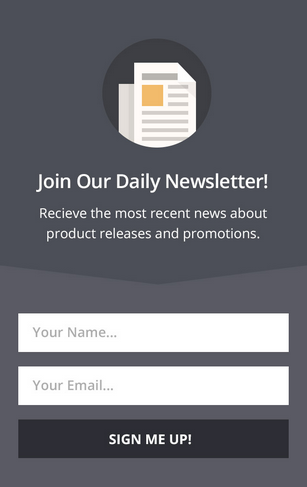 Join Our Daily Newsletter!
Recieve the most recent news about
product releases and promotions.
Your Name...
Your Email...
SIGN ME UP!